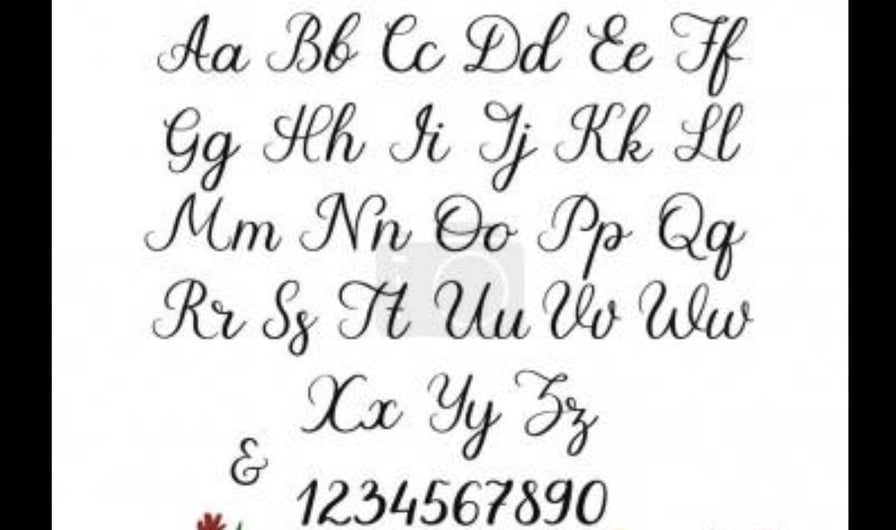 Aa Bb Cc Dd Ee Ff
Gg Hh Ii Jj Kk Ll
Mm Nn Oo Pp Qq
Rr Ss Tt Uu Vv Ww
Xx Yy Zz
&
1234567890